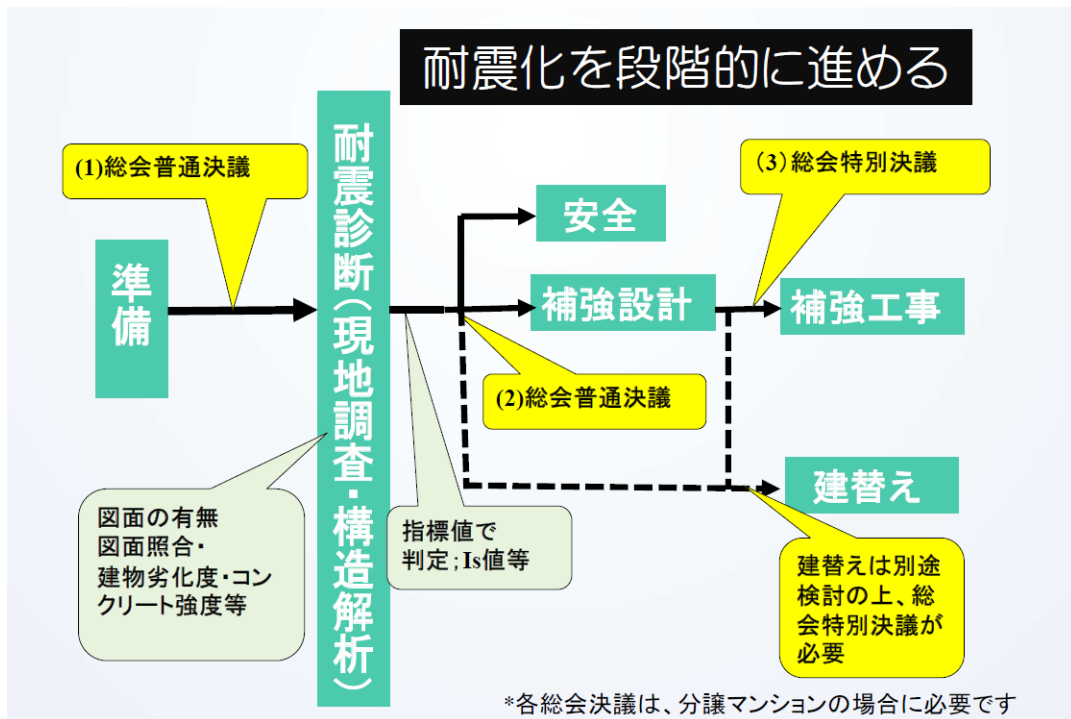 耐震化を段階的に進める
(1)総会普通決議
準備
耐震診断(現地調査・構造解析)
安全
(3)総会特別決議
補強設計
補強工事
(2)総会普通決議
建替え
図面の有無
図面照合・
建物劣化度・コン
クリート強度等
指標値で
判定;Is値等
建替えは別途
検討の上、総
会特別決議が
必要
*各総会決議は、分譲マンションの場合に必要です